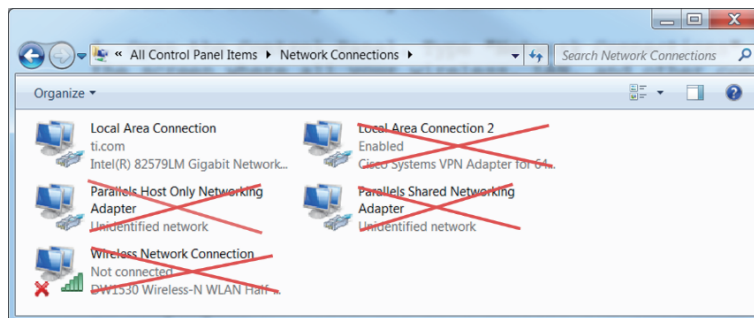 « All Control Panel Items ▸ Network Connections ▸
Search Network Connections
Organize ▾
Local Area Connection
ti.com
Intel(R) 82579LM Gigabit Network...
Local Area Connection 2
Enabled
Cisco Systems VPN Adapter for 64...
Parallels Host Only Networking
Adapter
Unidentified network
Parallels Shared Networking
Adapter
Unidentified network
Wireless Network Connection
Not connected
DW1530 Wireless-N WLAN Half-...